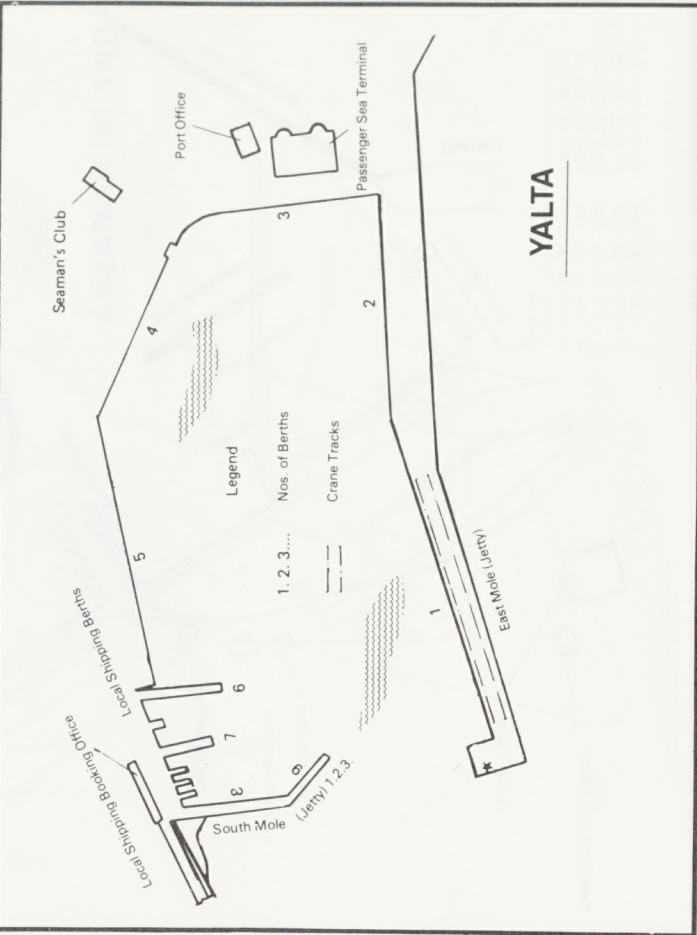 YALTA
Seaman's Club
Port Office
Passenger Sea Terminal
Local Shipping Booking Office
Local Shipping Berths
South Mole
(Jetty) 1.2.3.
East Mole (Jetty)
Legend
1. 2. 3.... Nos. of Berths
Crane Tracks
1
2
3
4
5
6
7
8
9